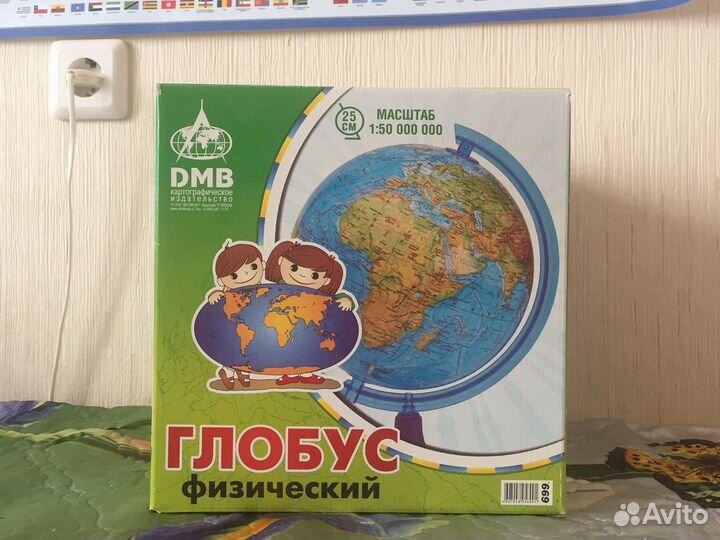 25
СМ
МАСШТАБ
1:50 000 000
DMB
картографическое
издательство
ГЛОБУС
физический
699.
Avito